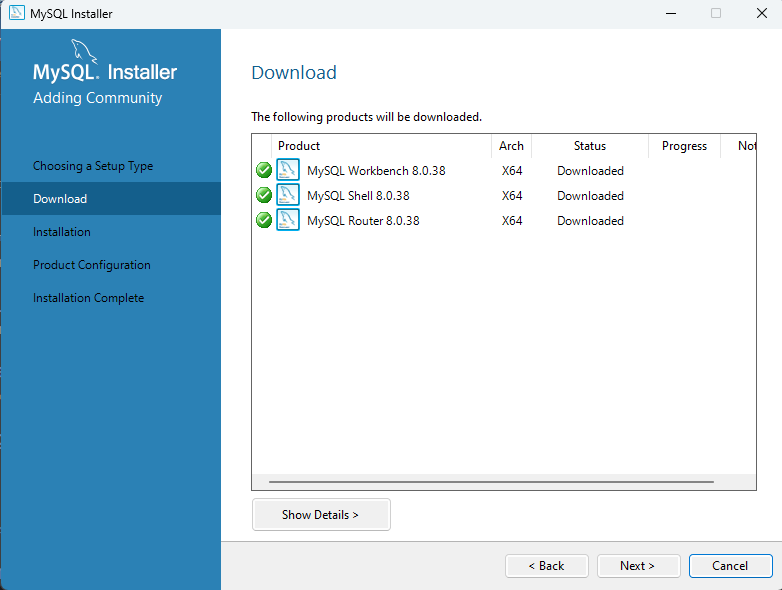 MySQL Installer
MySQL. Installer
Adding Community
Choosing a Setup Type
Download
Installation
Product Configuration
Installation Complete
Download
The following products will be downloaded.
Product Arch Status Progress Not
MySQL Workbench 8.0.38 X64 Downloaded
MySQL Shell 8.0.38 X64 Downloaded
MySQL Router 8.0.38 X64 Downloaded
Show Details >
< Back Next > Cancel